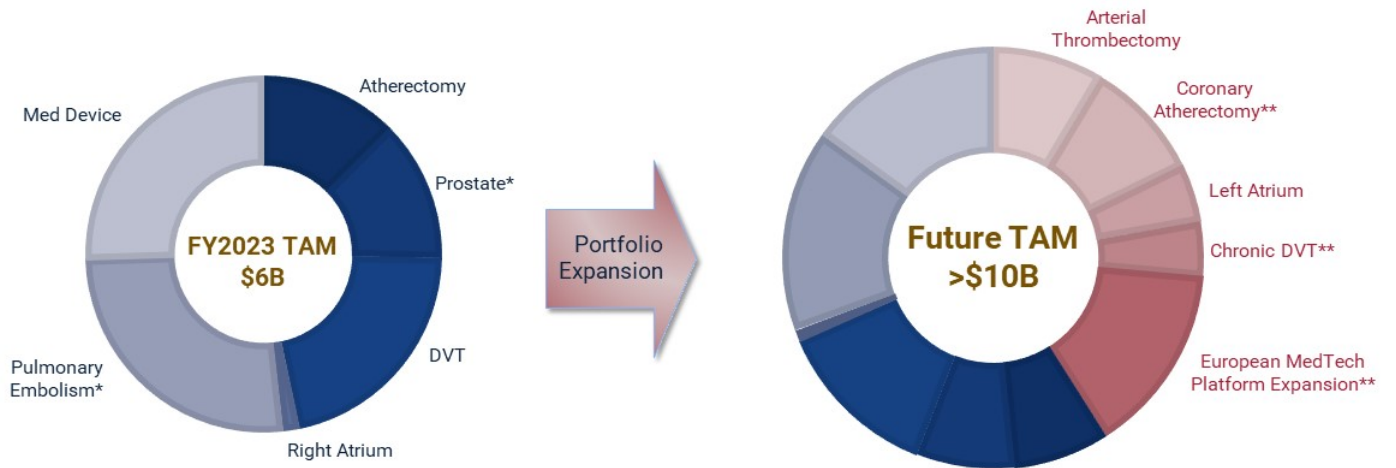 Med Device
Atherectomy
Prostate*
FY2023 TAM
$6B
DVT
Pulmonary
Embolism*
Right Atrium
Portfolio
Expansion
Arterial
Thrombectomy
Coronary
Atherectomy**
Left Atrium
Future TAM
>$10B
Chronic DVT**
European MedTech
Platform Expansion**